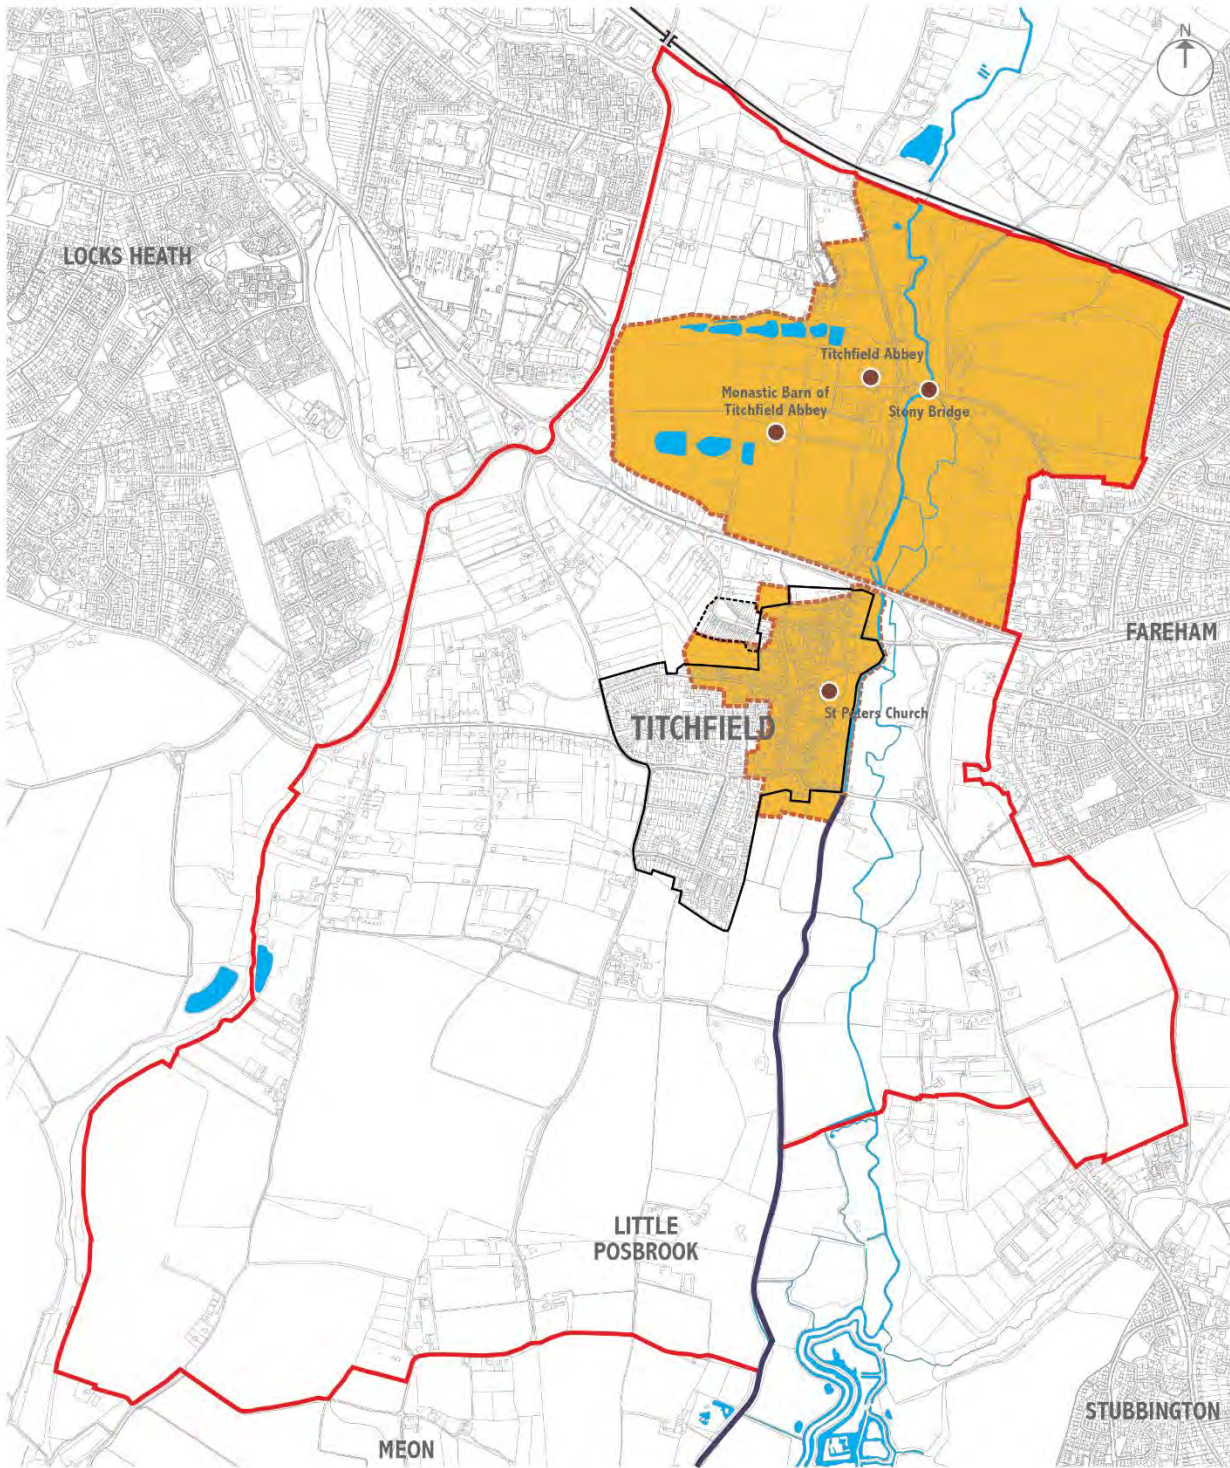 N
LOCKS HEATH
Titchfield Abbey
Monastic Barn of
Titchfield Abbey
Stony Bridge
FAREHAM
St Peters Church
TITCHFIELD
LITTLE
POSBROOK
STUBBINGTON
MEON